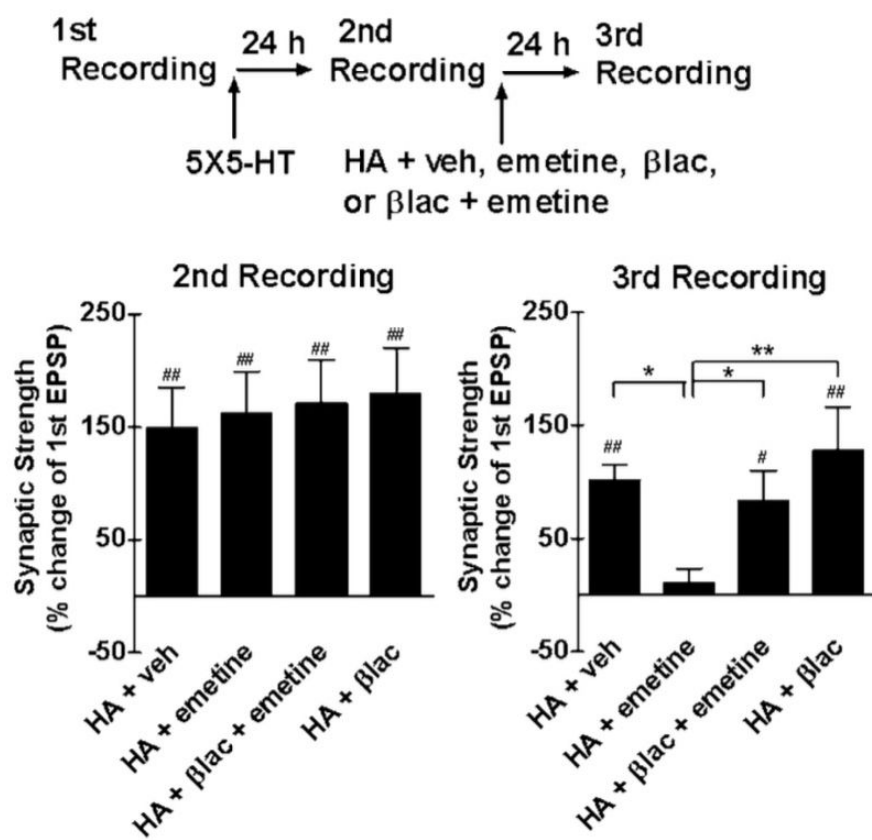 1st
Recording
24 h
2nd
Recording
24 h
3rd
Recording
5X5-HT
HA + veh, emetine, βlac,
or βlac + emetine
2nd Recording
Synaptic Strength
(% change of 1st EPSP)
250
150
50
-50
##
##
##
##
HA + veh
HA + emetine
HA + βlac + emetine
HA + βlac
3rd Recording
Synaptic Strength
(% change of 1st EPSP)
250
150
50
-50
**
*
*
##
#
##
HA + veh
HA + emetine
HA + βlac + emetine
HA + βlac